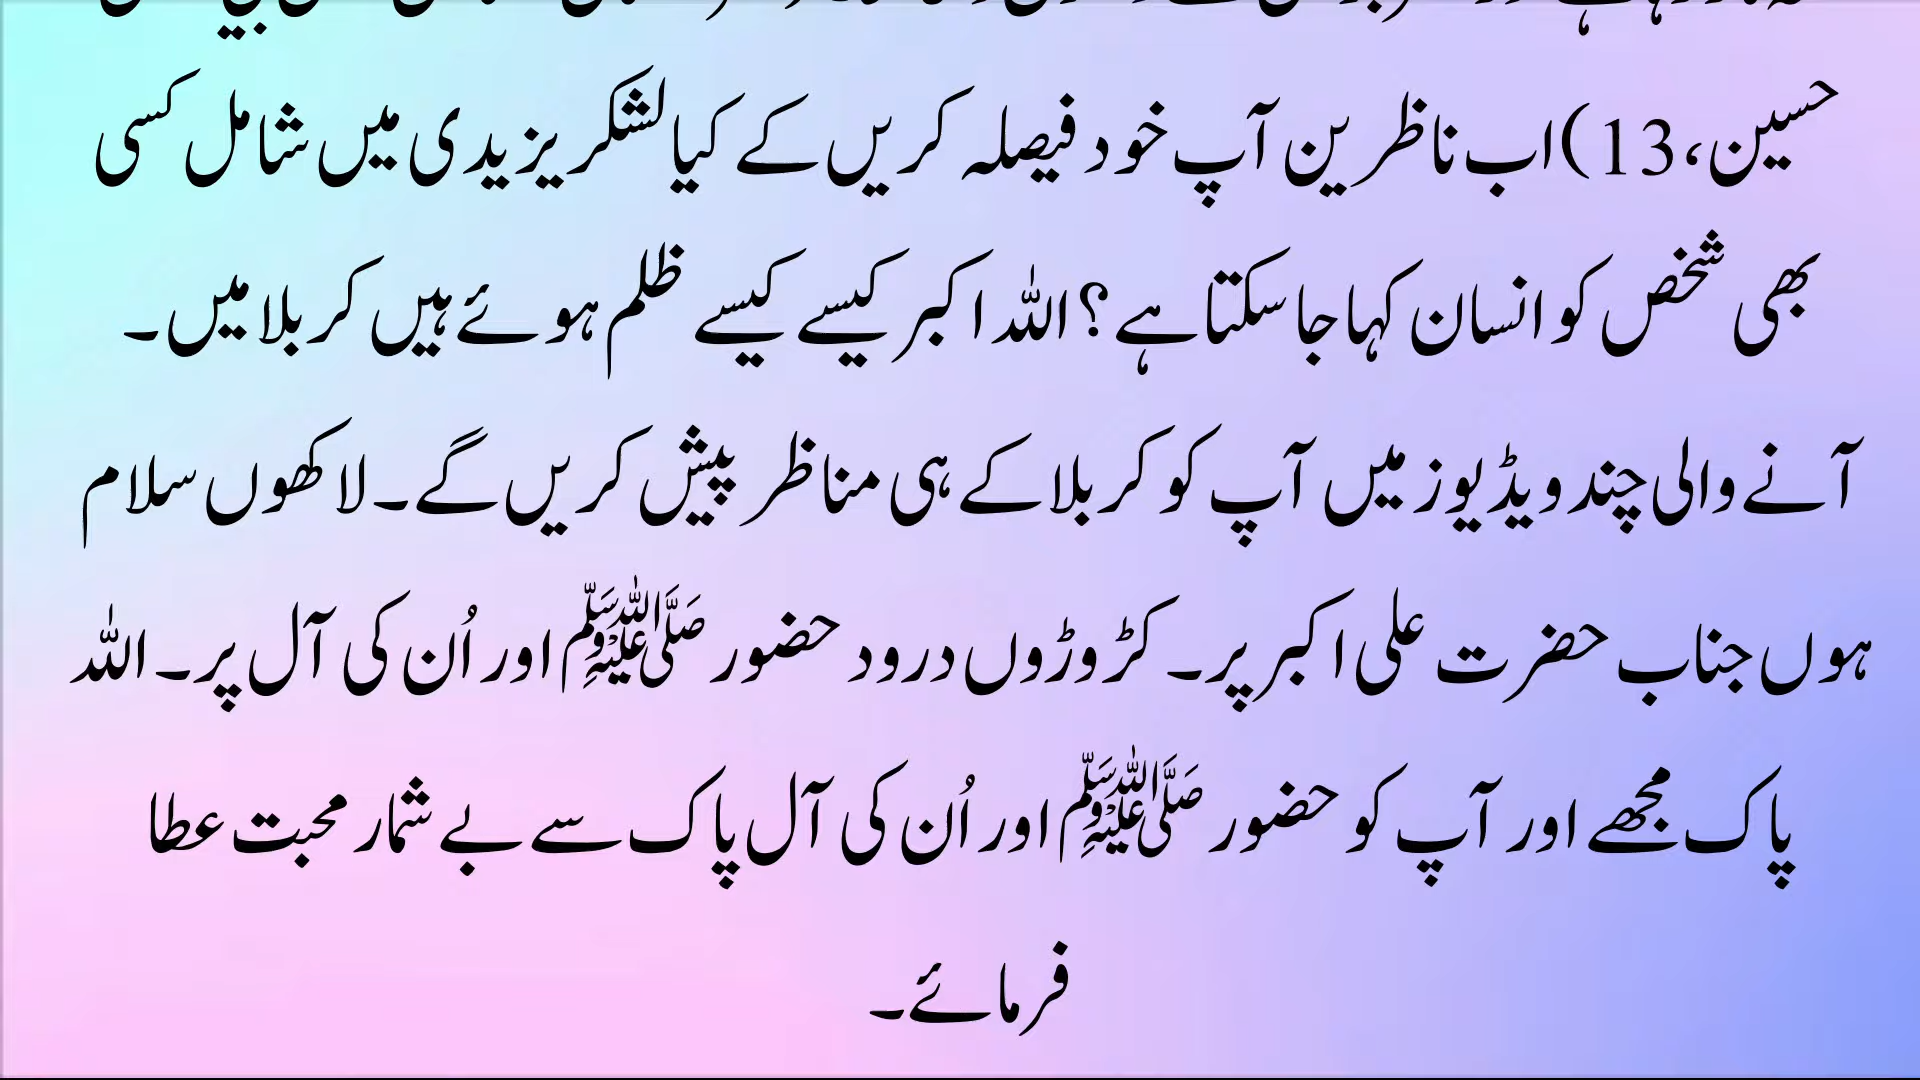 حسین،13)اب ناظرین آپ خود فیصلہ کریں کے کیا لشکر یزیدی میں شامل کسی
بھی شخص کو انسان کہا جا سکتا ہے؟ اللہ اکبر کیسے کیسے ظلم ہوئے ہیں کربلا میں۔
آنے والی چند ویڈیوز میں آپ کو کربلا کے ہی مناظر پیش کریں گے۔ لاکھوں سلام
ہوں جناب حضرت علی اکبر پر۔ کڑوڑوں درود حضور ﷺ اور اُن کی آل پر۔ اللہ
پاک مجھے اور آپ کو حضور ﷺ اور اُن کی آل پاک سے بے شمار محبت عطا
فرمائے۔